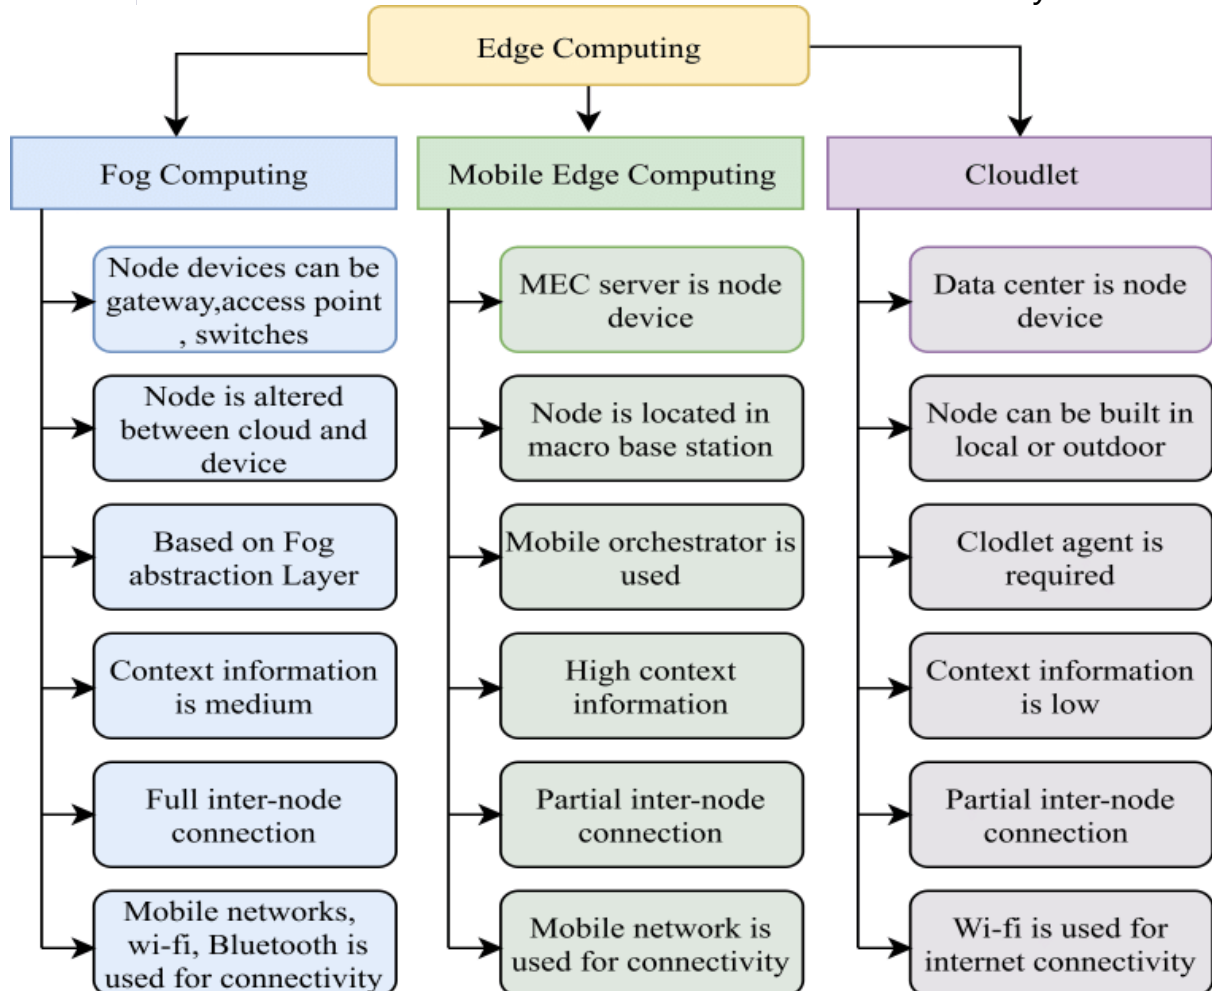 Edge Computing
Fog Computing
Mobile Edge Computing
Cloudlet
Node devices can be
gateway,access point
, switches
MEC server is node
device
Data center is node
device
Node is altered
between cloud and
device
Node is located in
macro base station
Node can be built in
local or outdoor
Based on Fog
abstraction Layer
Mobile orchestrator is
used
Clodlet agent is
required
Context information
is medium
High context
information
Context information
is low
Full inter-node
connection
Partial inter-node
connection
Partial inter-node
connection
Mobile networks,
wi-fi, Bluetooth is
used for connectivity
Mobile network is
used for connectivity
Wi-fi is used for
internet connectivity